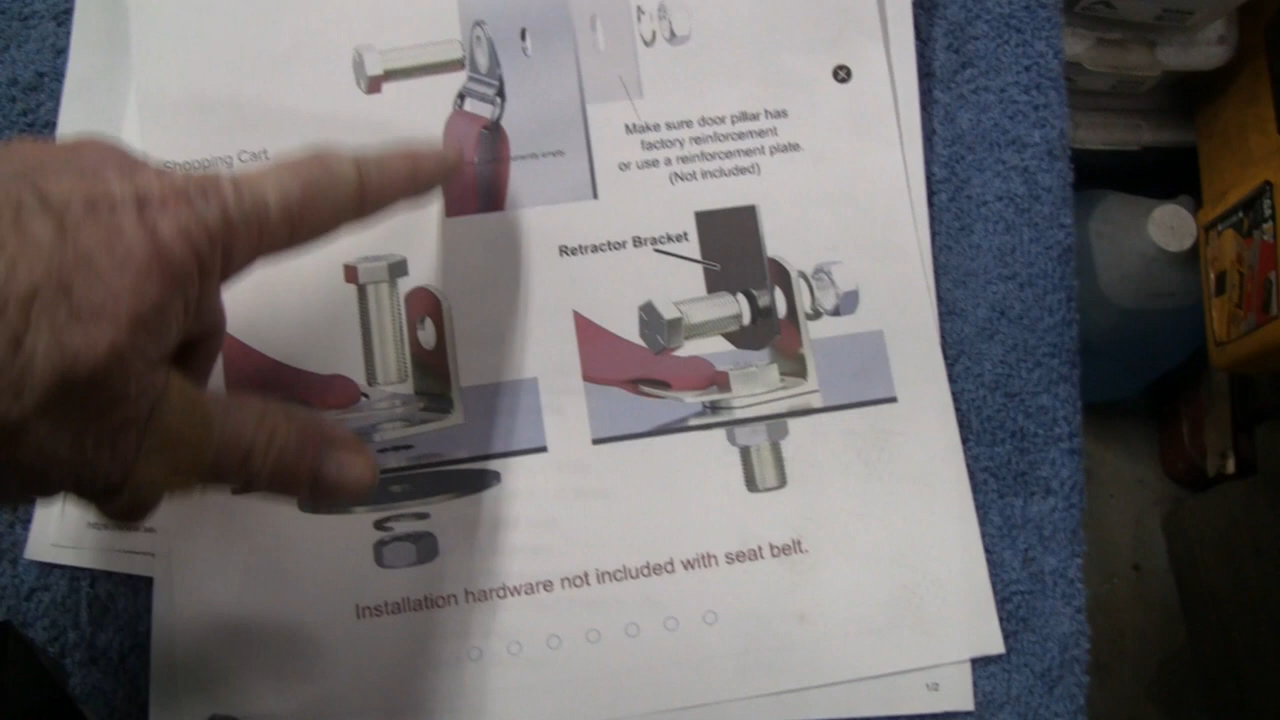 Make sure door pillar has
factory reinforcement
or use a reinforcement plate.
(Not included)
Shopping Cart
Retractor Bracket
Installation hardware not included with seat belt.
1/2